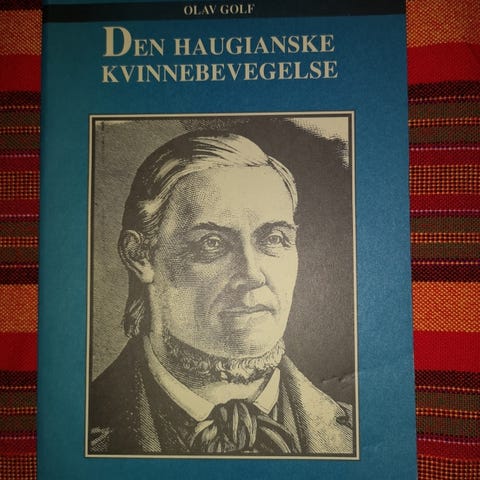 OLAV GOLF
DEN HAUGIANSKE
KVINNEBEVEGELSE